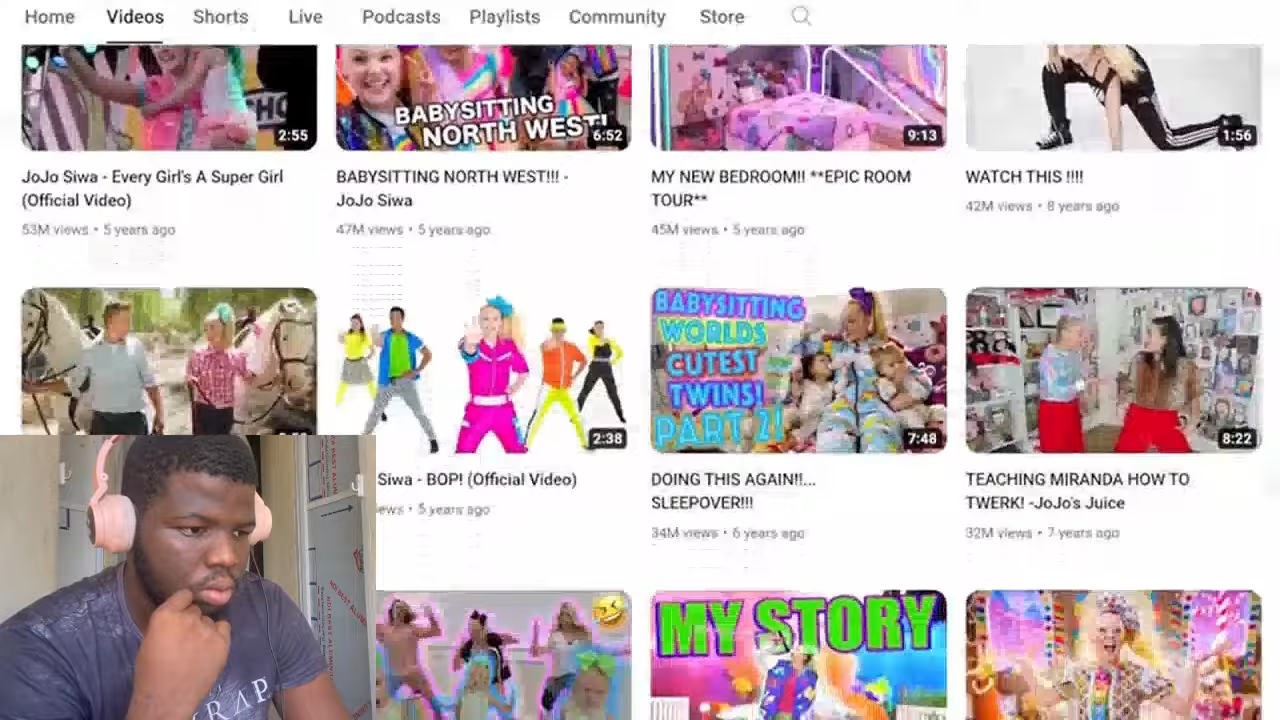 Home Videos Shorts Live Podcasts Playlists Community Store
2:55
BABYSITTING
NORTH WEST!
6:52
9:13
1:56
JoJo Siwa - Every Girl's A Super Girl
(Official Video)
53M views • 5 years ago
BABYSITTING NORTH WEST!!! -
JoJo Siwa
47M views • 5 years ago
MY NEW BEDROOM!! **EPIC ROOM
TOUR**
45M views • 5 years ago
WATCH THIS !!!!
42M views • 8 years ago
2:38
BABYSITTING
WORLDS
CUTEST
TWINS!
PART 2!
7:48
8:22
Siwa - BOP! (Official Video)
ews • 5 years ago
DOING THIS AGAIN!!...
SLEEPOVER!!!
34M views • 6 years ago
TEACHING MIRANDA HOW TO
TWERK! -JoJo's Juice
32M views • 7 years ago
MY STORY